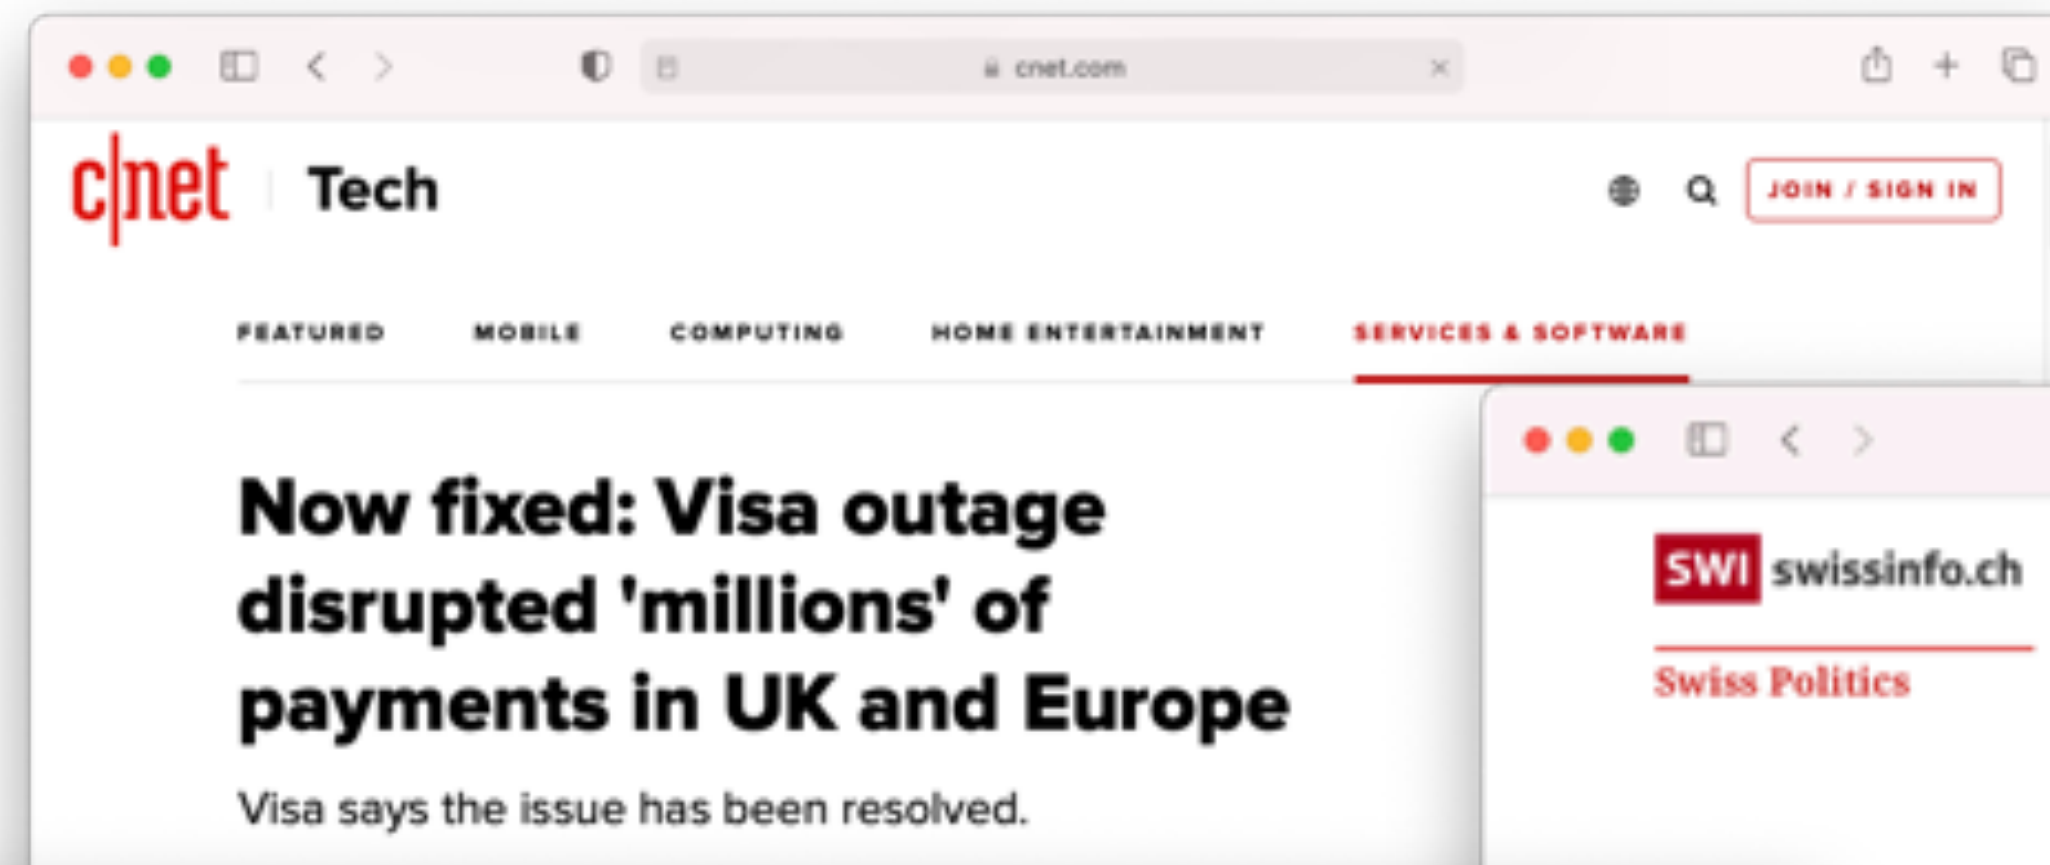 cnet.com
c|net Tech
JOIN / SIGN IN
FEATURED MOBILE COMPUTING HOME ENTERTAINMENT SERVICES & SOFTWARE
Now fixed: Visa outage
disrupted 'millions' of
payments in UK and Europe
Visa says the issue has been resolved.
SWI swissinfo.ch
Swiss Politics